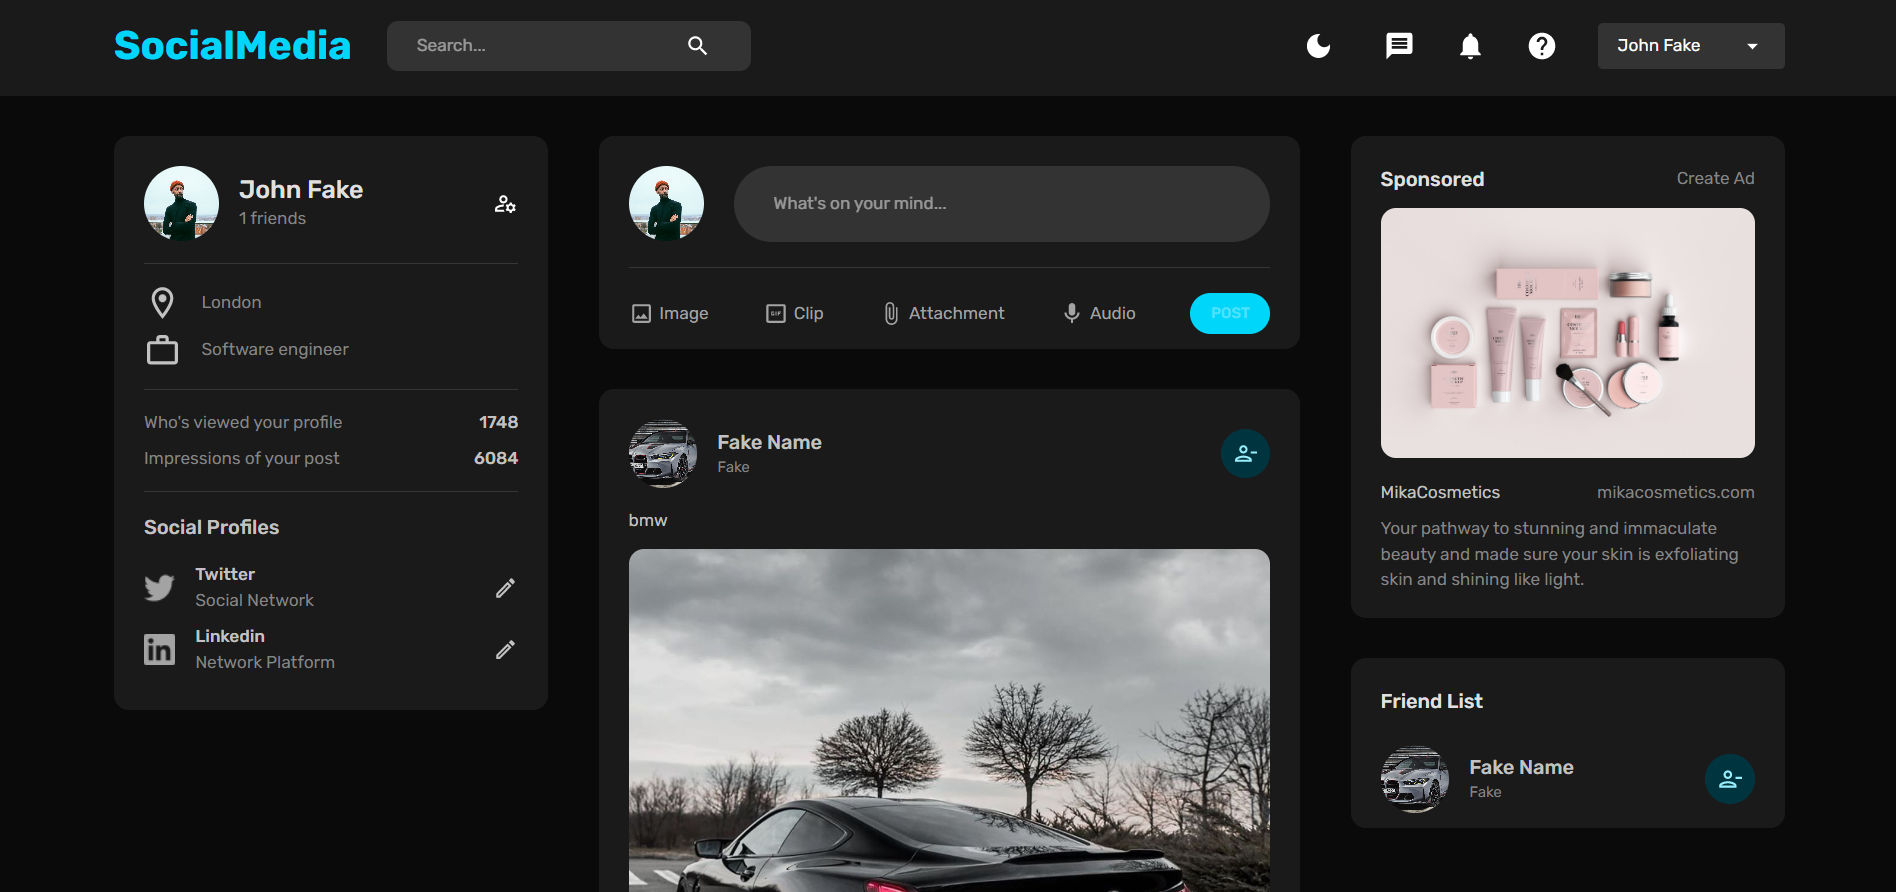 SocialMedia
Search...
John Fake
John Fake
1 friends
London
Software engineer
Who's viewed your profile 1748
Impressions of your post 6084
Social Profiles
Twitter
Social Network
Linkedin
Network Platform
What's on your mind...
Image Clip Attachment Audio POST
Fake Name
Fake
bmw
Sponsored Create Ad
MikaCosmetics mikacosmetics.com
Your pathway to stunning and immaculate
beauty and made sure your skin is exfoliating
skin and shining like light.
Friend List
Fake Name
Fake